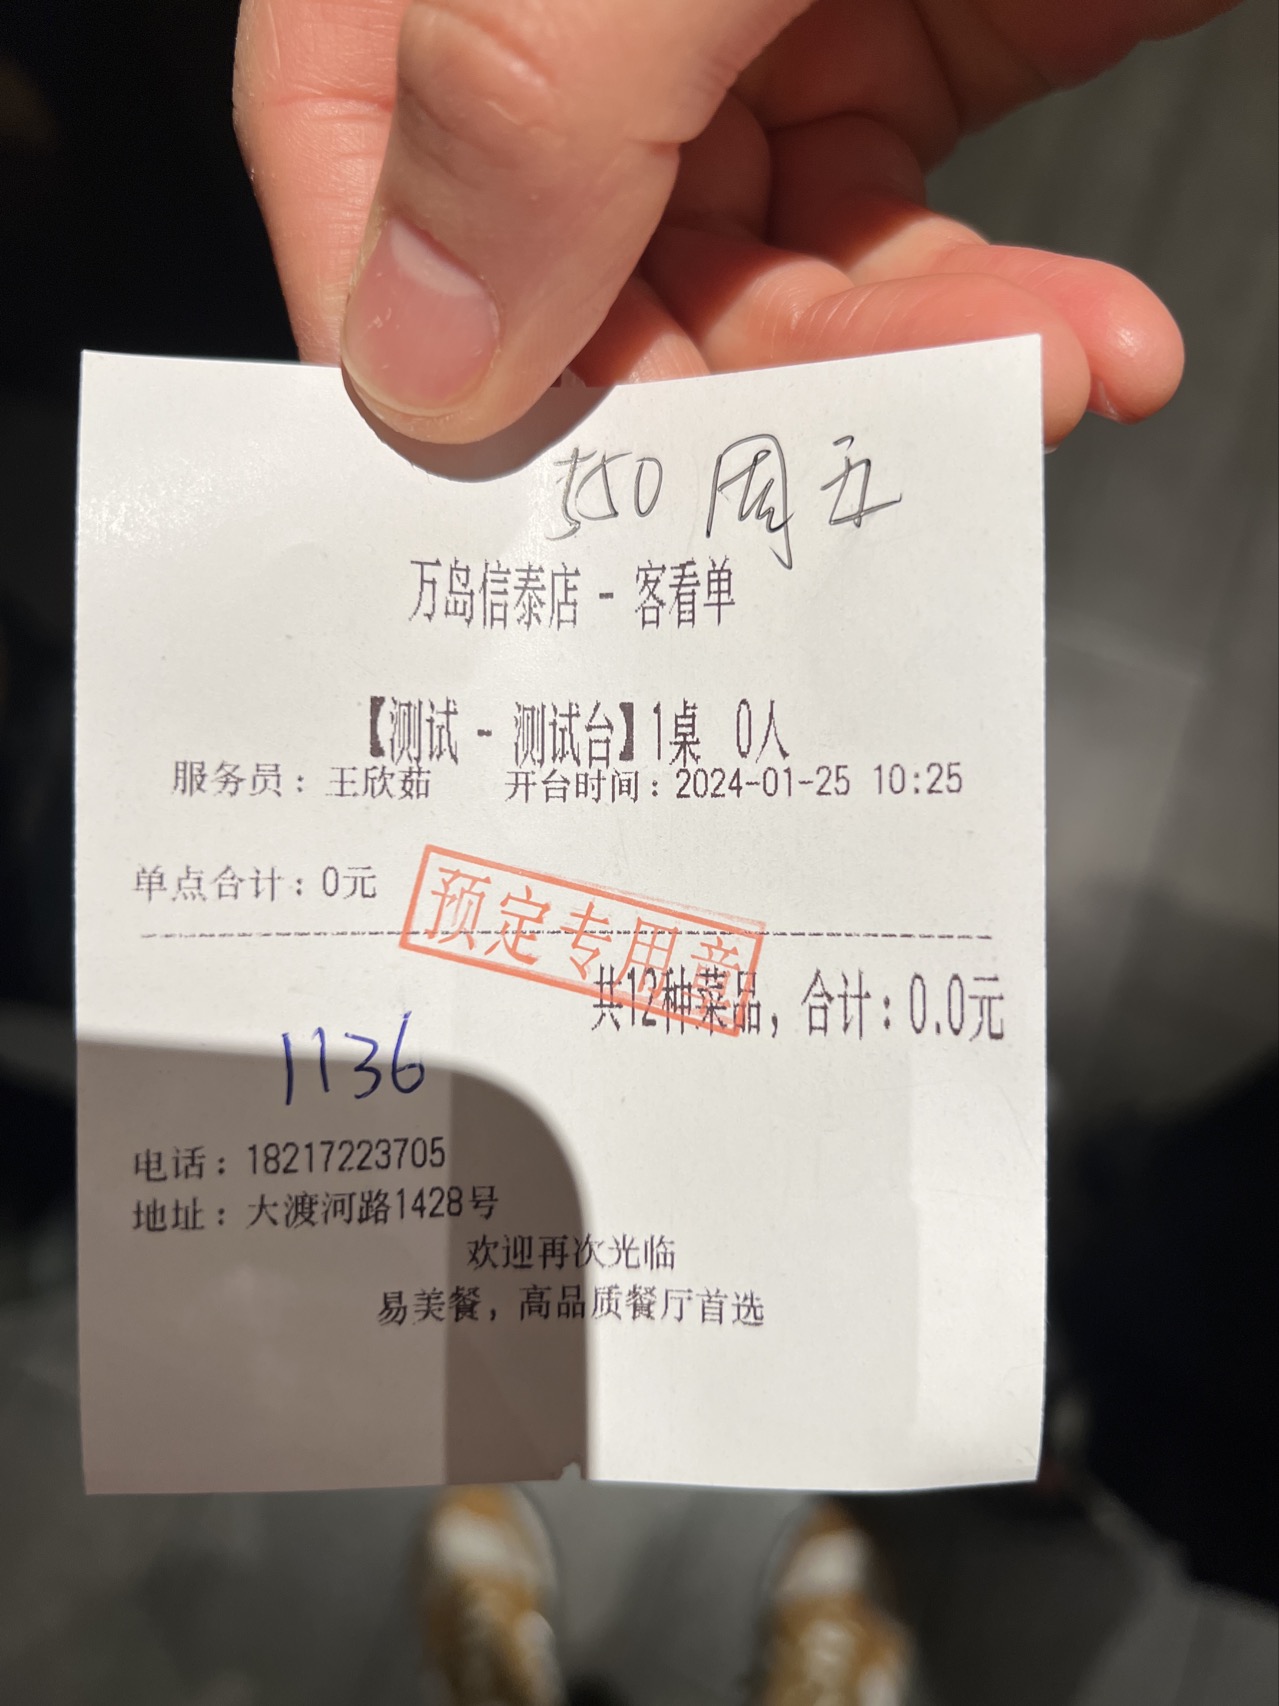 550 周五
万岛信泰店 - 客看单
【测试 - 测试台】1桌 0人
服务员：王欣茹 开台时间：2024-01-25 10:25
单点合计：0元
预定专用章
共12种菜品，合计：0.0元
1136
电话：18217223705
地址：大渡河路1428号
欢迎再次光临
易美餐，高品质餐厅首选